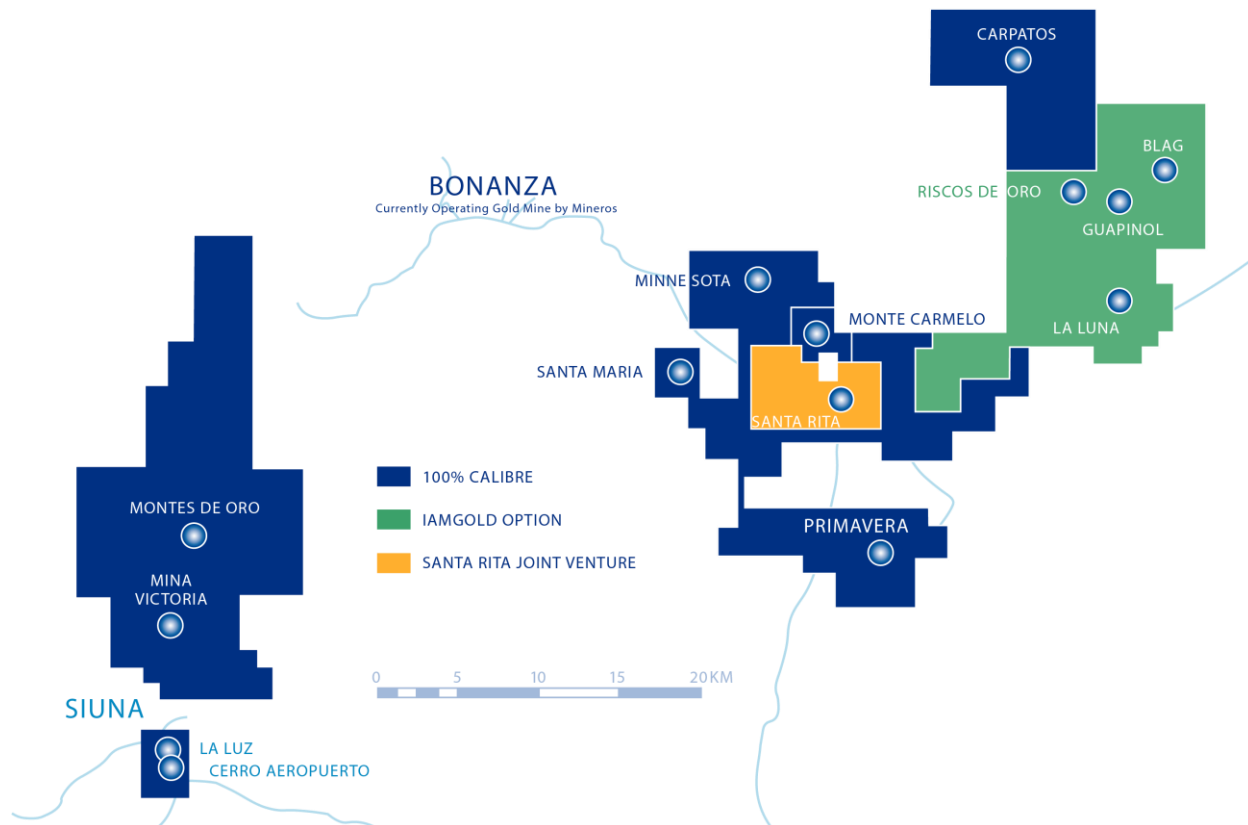 CARPATOS
BLAG
RISCOS DE ORO
GUAPINOL
BONANZA
Currently Operating Gold Mine by Mineros
MINNE SOTA
MONTE CARMELO
LA LUNA
SANTA MARIA
SANTA RITA
100% CALIBRE
IAMGOLD OPTION
SANTA RITA JOINT VENTURE
MONTES DE ORO
PRIMAVERA
MINA
VICTORIA
0 5 10 15 20 KM
SIUNA
LA LUZ
CERRO AEROPUERTO